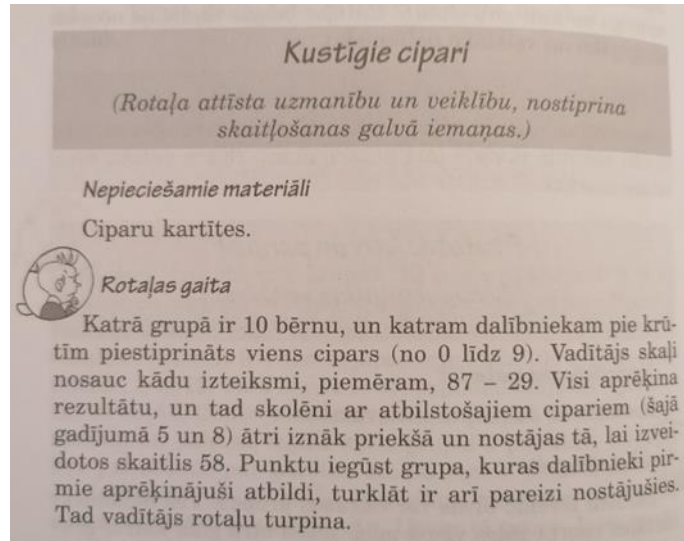 Kustīgie cipari
(Rotaļa attīsta uzmanību un veiklību, nostiprina
skaitļošanas galvā iemaņas.)
Nepieciešamie materiāli
Ciparu kartītes.
Rotaļas gaita
Katrā grupā ir 10 bērnu, un katram dalībniekam pie krū-
tīm piestiprināts viens cipars (no 0 līdz 9). Vadītājs skaļi
nosauc kādu izteiksmi, piemēram, 87 – 29. Visi aprēķina
rezultātu, un tad skolēni ar atbilstošajiem cipariem (šajā
gadījumā 5 un 8) ātri iznāk priekšā un nostājas tā, lai izvei-
dotos skaitlis 58. Punktu iegūst grupa, kuras dalībnieki pir-
mie aprēķinājuši atbildi, turklāt ir arī pareizi nostājušies.
Tad vadītājs rotaļu turpina.